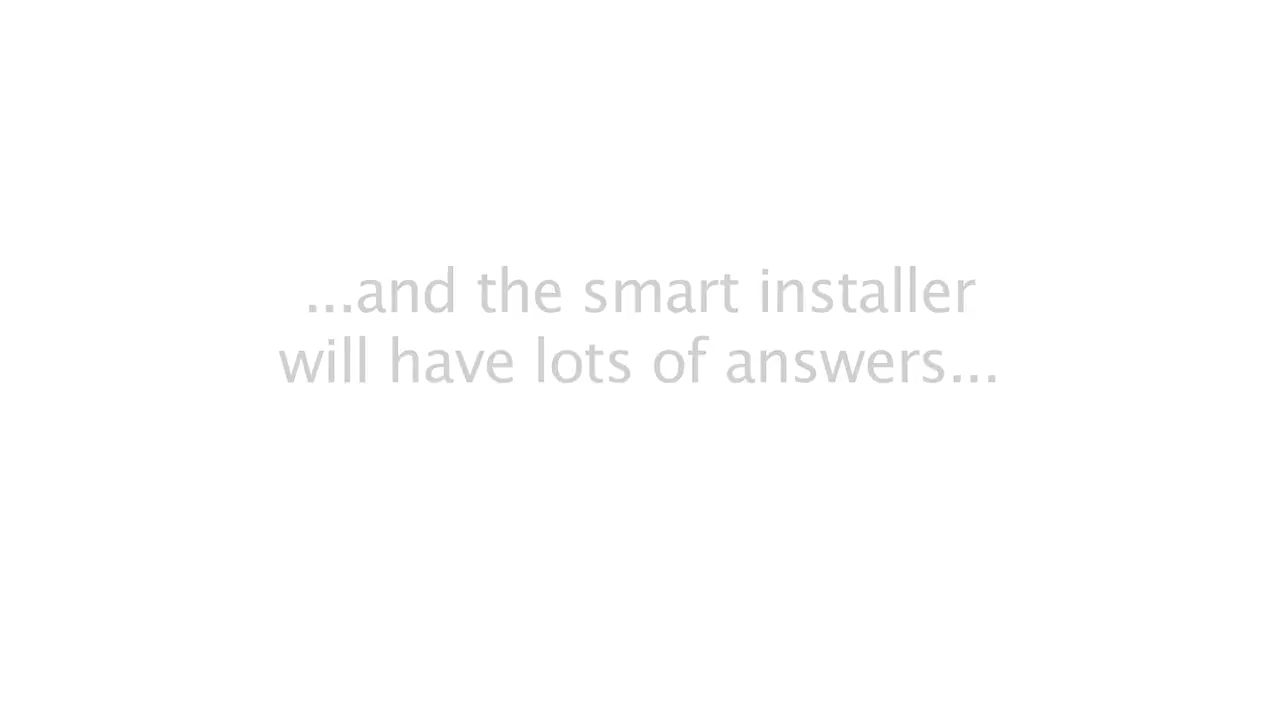 ...and the smart installer
will have lots of answers...